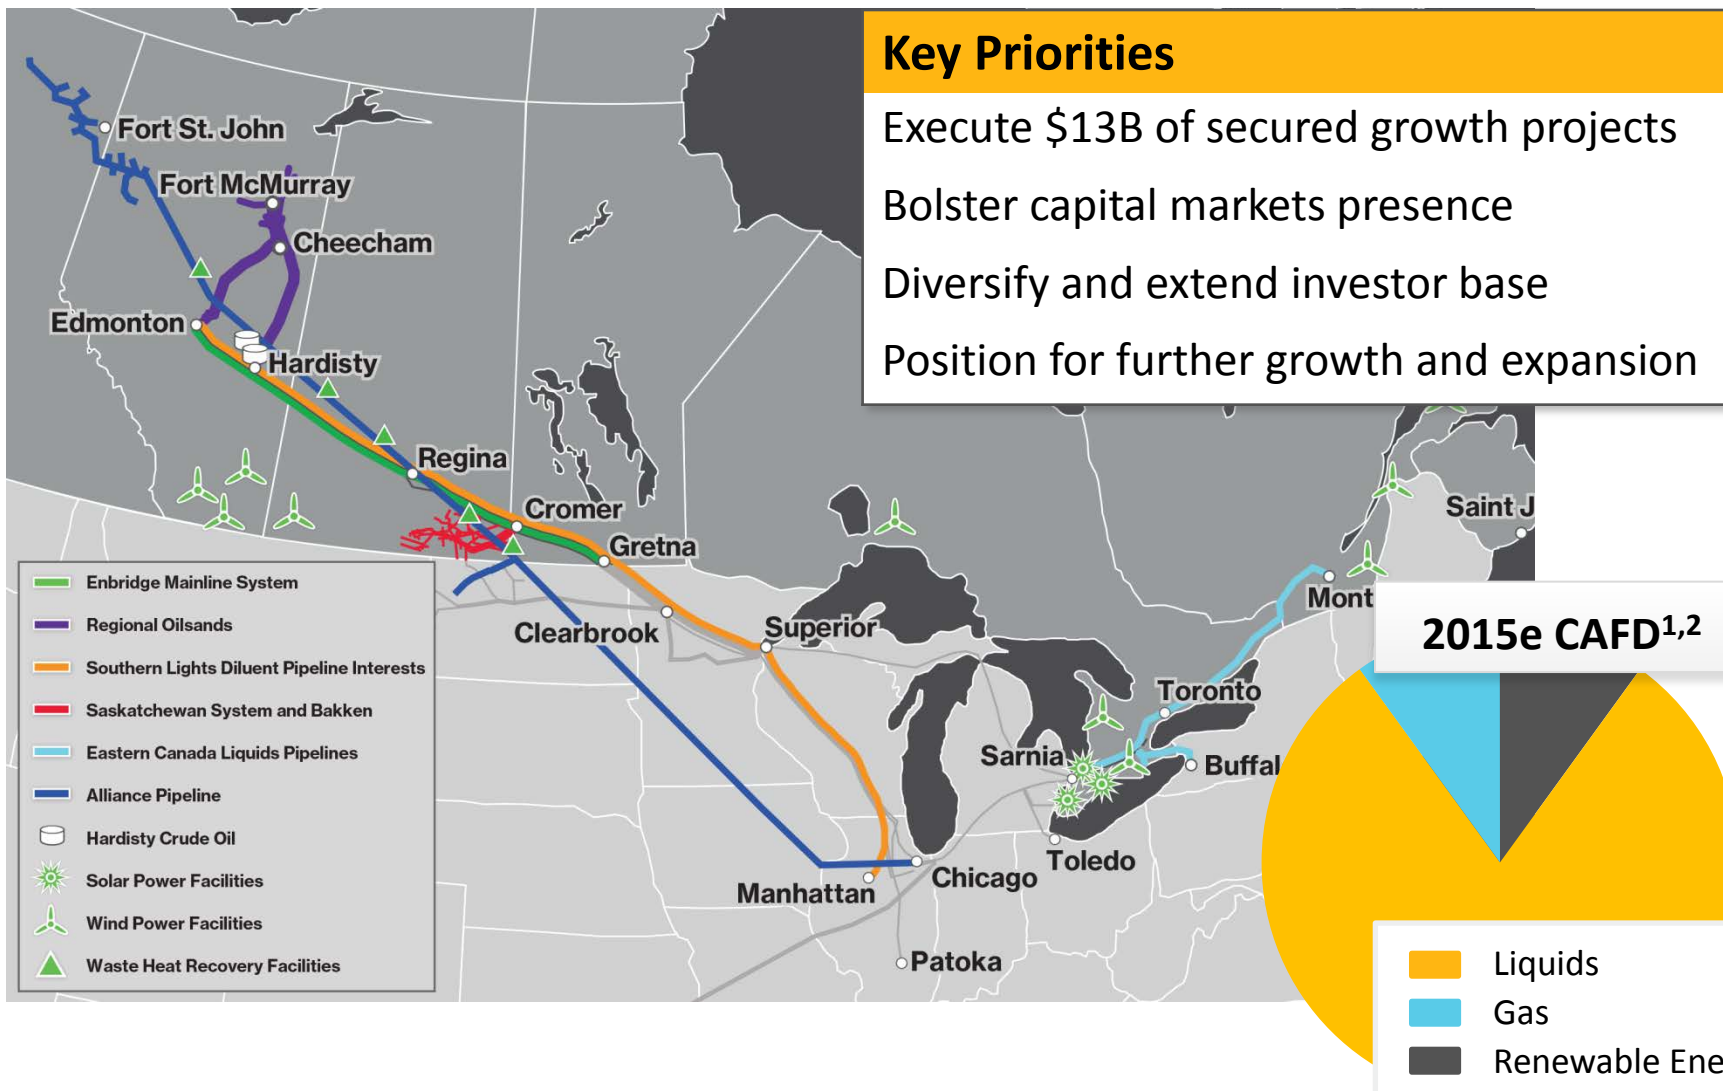 Key Priorities
Execute $13B of secured growth projects
Bolster capital markets presence
Diversify and extend investor base
Position for further growth and expansion
Fort St. John
Fort McMurray
Cheecham
Edmonton
Hardisty
Regina
Cromer
Gretna
Clearbrook
Superior
Saint J
Mont
Toronto
Sarnia
Buffal
Toledo
Chicago
Manhattan
Patoka
Enbridge Mainline System
Regional Oilsands
Southern Lights Diluent Pipeline Interests
Saskatchewan System and Bakken
Eastern Canada Liquids Pipelines
Alliance Pipeline
Hardisty Crude Oil
Solar Power Facilities
Wind Power Facilities
Waste Heat Recovery Facilities
2015e CAFD1,2
Liquids
Gas
Renewable Ene